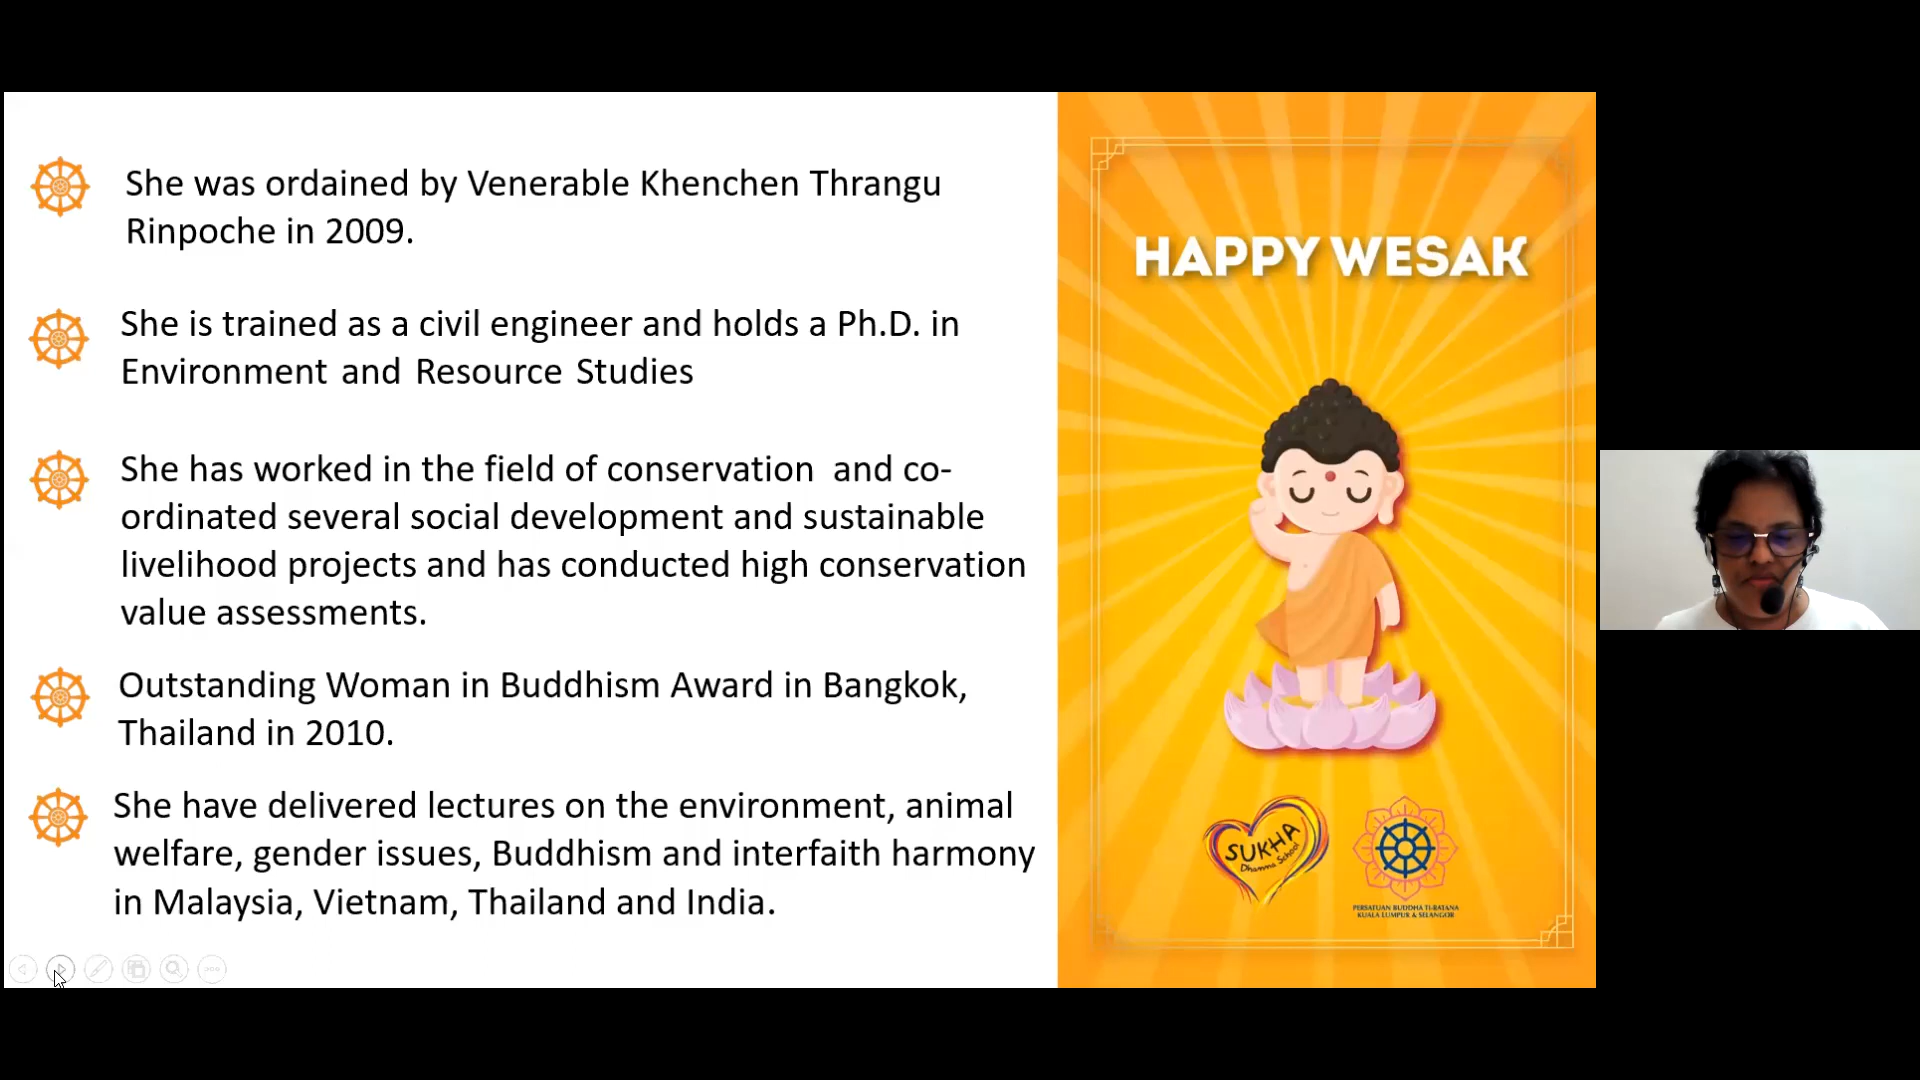 She was ordained by Venerable Khenchen Thrangu
Rinpoche in 2009.
She is trained as a civil engineer and holds a Ph.D. in
Environment and Resource Studies
She has worked in the field of conservation and co-
ordinated several social development and sustainable
livelihood projects and has conducted high conservation
value assessments.
Outstanding Woman in Buddhism Award in Bangkok,
Thailand in 2010.
She have delivered lectures on the environment, animal
welfare, gender issues, Buddhism and interfaith harmony
in Malaysia, Vietnam, Thailand and India.
HAPPY WESAK
SUKHA
Dhamma School
PERSATUAN BUDDHA TI-RATANA
KUALA LUMPUR & SELANGOR